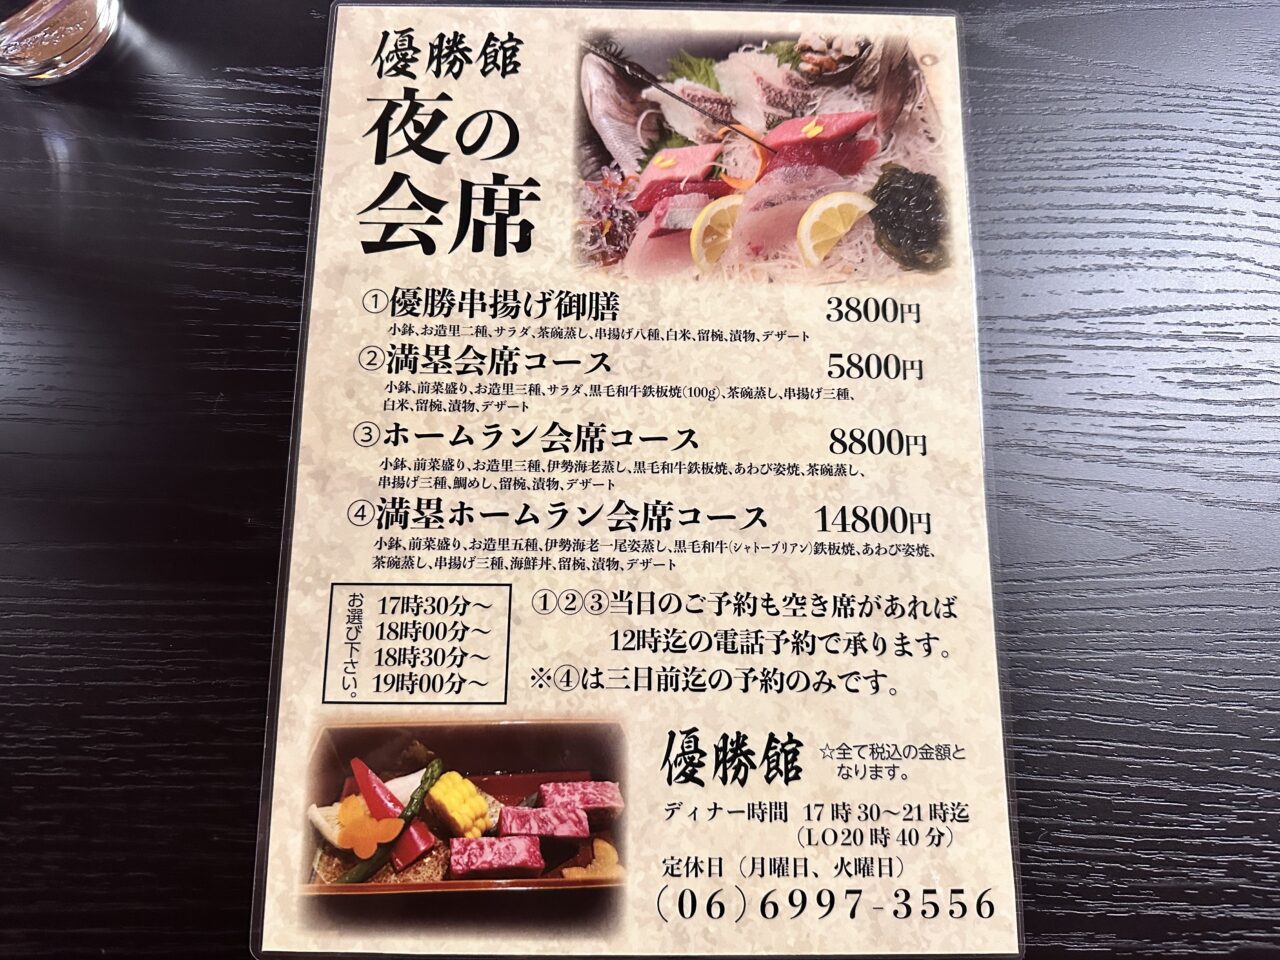 優勝館
夜の
会席
①優勝串揚げ御膳 3800円
小鉢、お造里二種、サラダ、茶碗蒸し、串揚げ八種、白米、留椀、漬物、デザート
②満塁会席コース 5800円
小鉢、前菜盛り、お造里三種、サラダ、黒毛和牛鉄板焼(100g)、茶碗蒸し、串揚げ三種、
白米、留椀、漬物、デザート
③ホームラン会席コース 8800円
小鉢、前菜盛り、お造里三種、伊勢海老蒸し、黒毛和牛鉄板焼、あわび姿焼、茶碗蒸し、
串揚げ三種、鯛めし、留椀、漬物、デザート
④満塁ホームラン会席コース 14800円
小鉢、前菜盛り、お造里五種、伊勢海老一尾姿蒸し、黒毛和牛(シャトーブリアン)鉄板焼、あわび姿焼、
茶碗蒸し、串揚げ三種、海鮮丼、留椀、漬物、デザート
お選び下さい。
17時30分〜
18時00分〜
18時30分〜
19時00分〜
①②③当日のご予約も空き席があれば
12時迄の電話予約で承ります。
※④は三日前迄の予約のみです。
優勝館
☆全て税込の金額と
なります。
ディナー時間 17時30〜21時迄
(LO20時40分)
定休日(月曜日、火曜日)
(06)6997-3556